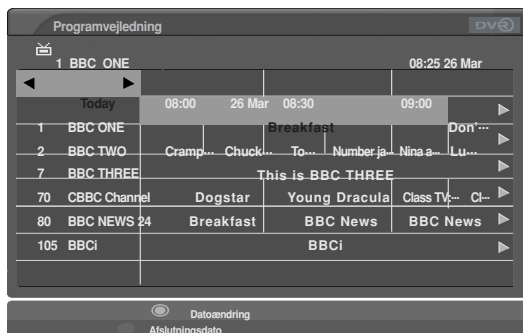 Programvejledning DVR
1 BBC ONE 08:25 26 Mar
Today 08:00 26 Mar 08:30 09:00
1 BBC ONE Breakfast Don'···
2 BBC TWO Cramp··· Chuck··· To··· Number ja··· Nina a··· Lu···
7 BBC THREE This is BBC THREE
70 CBBC Channel Dogstar Young Dracula Class TV:··· Cl···
80 BBC NEWS 24 Breakfast BBC News BBC News
105 BBCi BBCi
Datoændring
Afslutningsdato